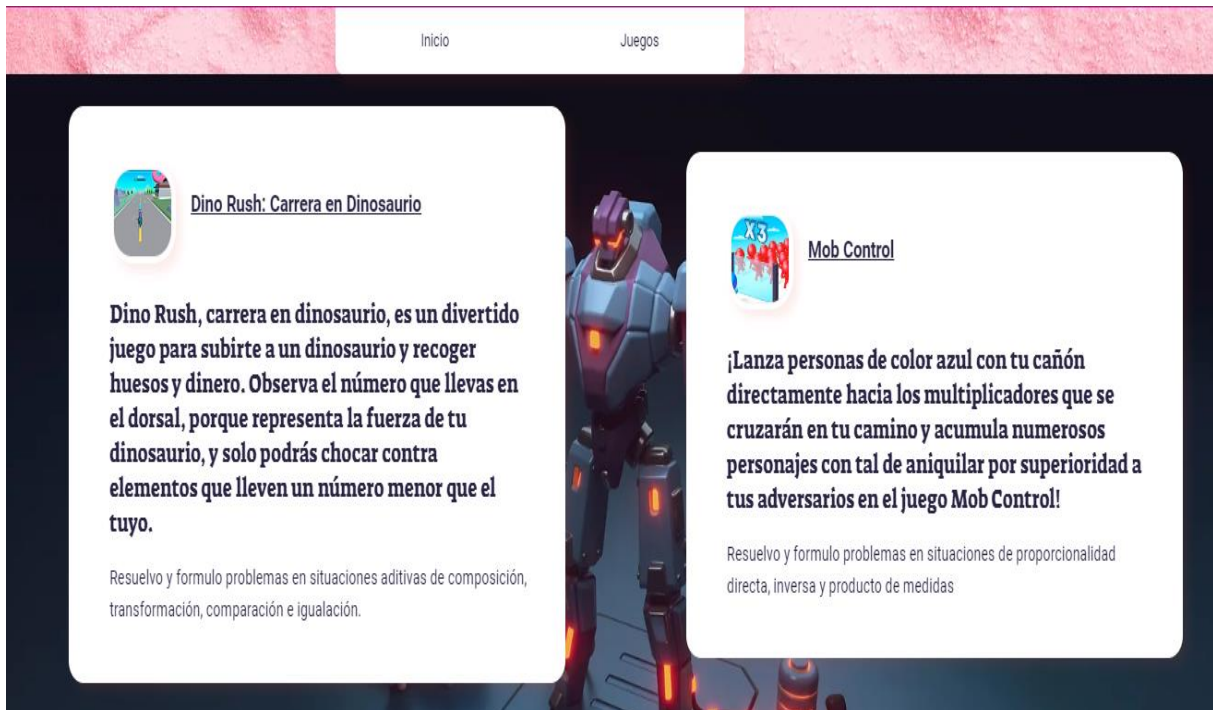 Inicio
Juegos
Dino Rush: Carrera en Dinosaurio
Dino Rush, carrera en dinosaurio, es un divertido
juego para subirte a un dinosaurio y recoger
huesos y dinero. Observa el número que llevas en
el dorsal, porque representa la fuerza de tu
dinosaurio, y solo podrás chocar contra
elementos que lleven un número menor que el
tuyo.
Resuelvo y formulo problemas en situaciones aditivas de composición,
transformación, comparación e igualación.
X3
Mob Control
¡Lanza personas de color azul con tu cañón
directamente hacia los multiplicadores que se
cruzarán en tu camino y acumula numerosos
personajes con tal de aniquilar por superioridad a
tus adversarios en el juego Mob Control!
Resuelvo y formulo problemas en situaciones de proporcionalidad
directa, inversa y producto de medidas